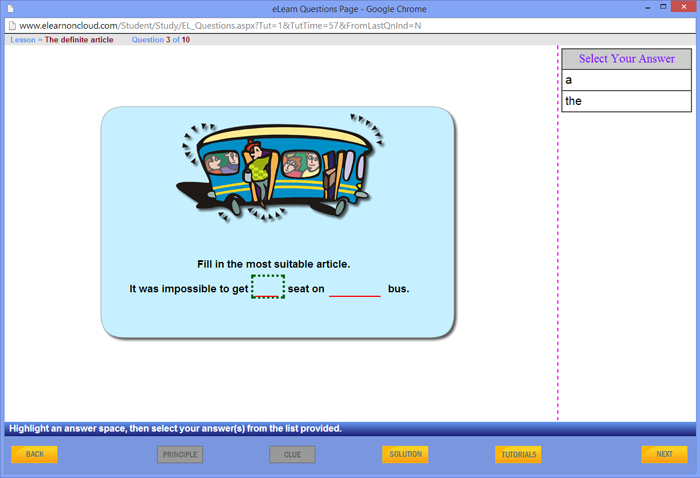 eLearn Questions Page - Google Chrome
www.elearnoncloud.com/Student/Study/EL_Questions.aspx?Tut=1&TutTime=57&FromLastQnInd=N
Lesson – The definite article Question 3 of 10
Select Your Answer
a
the
Fill in the most suitable article.
It was impossible to get ____ seat on ________ bus.
Highlight an answer space, then select your answer(s) from the list provided.
BACK PRINCIPLE CLUE SOLUTION TUTORIALS NEXT